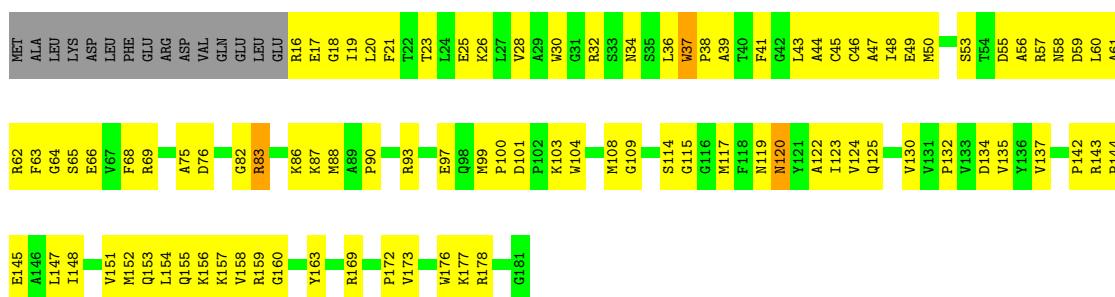 MET ALA LEU LYS ASP LEU PHE GLU ARG ASP VAL GLN GLU LEU GLU R16 E17 G18 I19 L20 F21 T22 T23 L24 E25 K26 L27 V28 A29 W30 G31 R32 S33 N34 S35 L36 W37 P38 A39 T40 F41 G42 L43 A44 C45 C46 A47 I48 E49 M50 S53 T54 D55 A56 R57 N58 D59 L60 A61
R62 F63 G64 S65 E66 V67 F68 R69 A75 D76 G82 R83 K86 K87 M88 A89 P90 R93 E97 Q98 M99 P100 D101 P102 K103 W104 M108 G109 S114 G115 G116 M117 F118 N119 N120 Y121 A122 I123 V124 Q125 V130 V131 P132 V133 D134 V135 Y136 V137 P142 R143 R144
E145 A146 L147 I148 V151 M152 Q153 L154 Q155 K156 K157 V158 R159 G160 Y163 R169 P172 V173 W176 K177 R178 G181